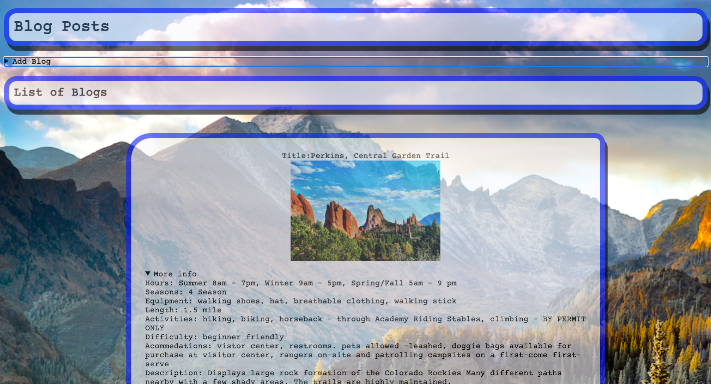 Blog Posts
Add Blog
List of Blogs
Title:Perkins, Central Garden Trail
More info
Hours: Summer 8am - 7pm, Winter 9am - 5pm, Spring/Fall 5am - 9 pm
Seasons: 4 Season
Equipment: walking shoes, hat, breathable clothing, walking stick
Length: 1.5 mile
Activities: hiking, biking, horseback - through Academy Riding Stables, climbing - BY PERMIT
ONLY
Difficulty: beginner friendly
Acommedations: vistor center, restrooms. pets allowed -leashed, doggie bags available for
purchase at visitor center, rangers on-site and patrolling campsites on a first-come first-
serve
Description: Displays large rock formation of the Colorado Rockies Many different paths
nearby with a few shady areas. The trails are highly maintained.